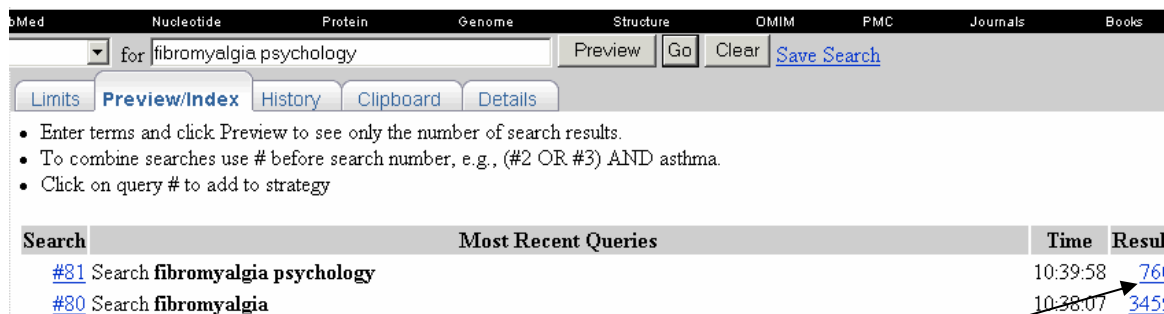 Nucleotide Protein Genome Structure OMIM PMC Journals Books
for fibromyalgia psychology Preview Go Clear Save Search
Limits Preview/Index History Clipboard Details
• Enter terms and click Preview to see only the number of search results.
• To combine searches use # before search number, e.g., (#2 OR #3) AND asthma.
• Click on query # to add to strategy
Search Most Recent Queries Time
#81 Search fibromyalgia psychology 10:39:58
#80 Search fibromyalgia 10:38:07